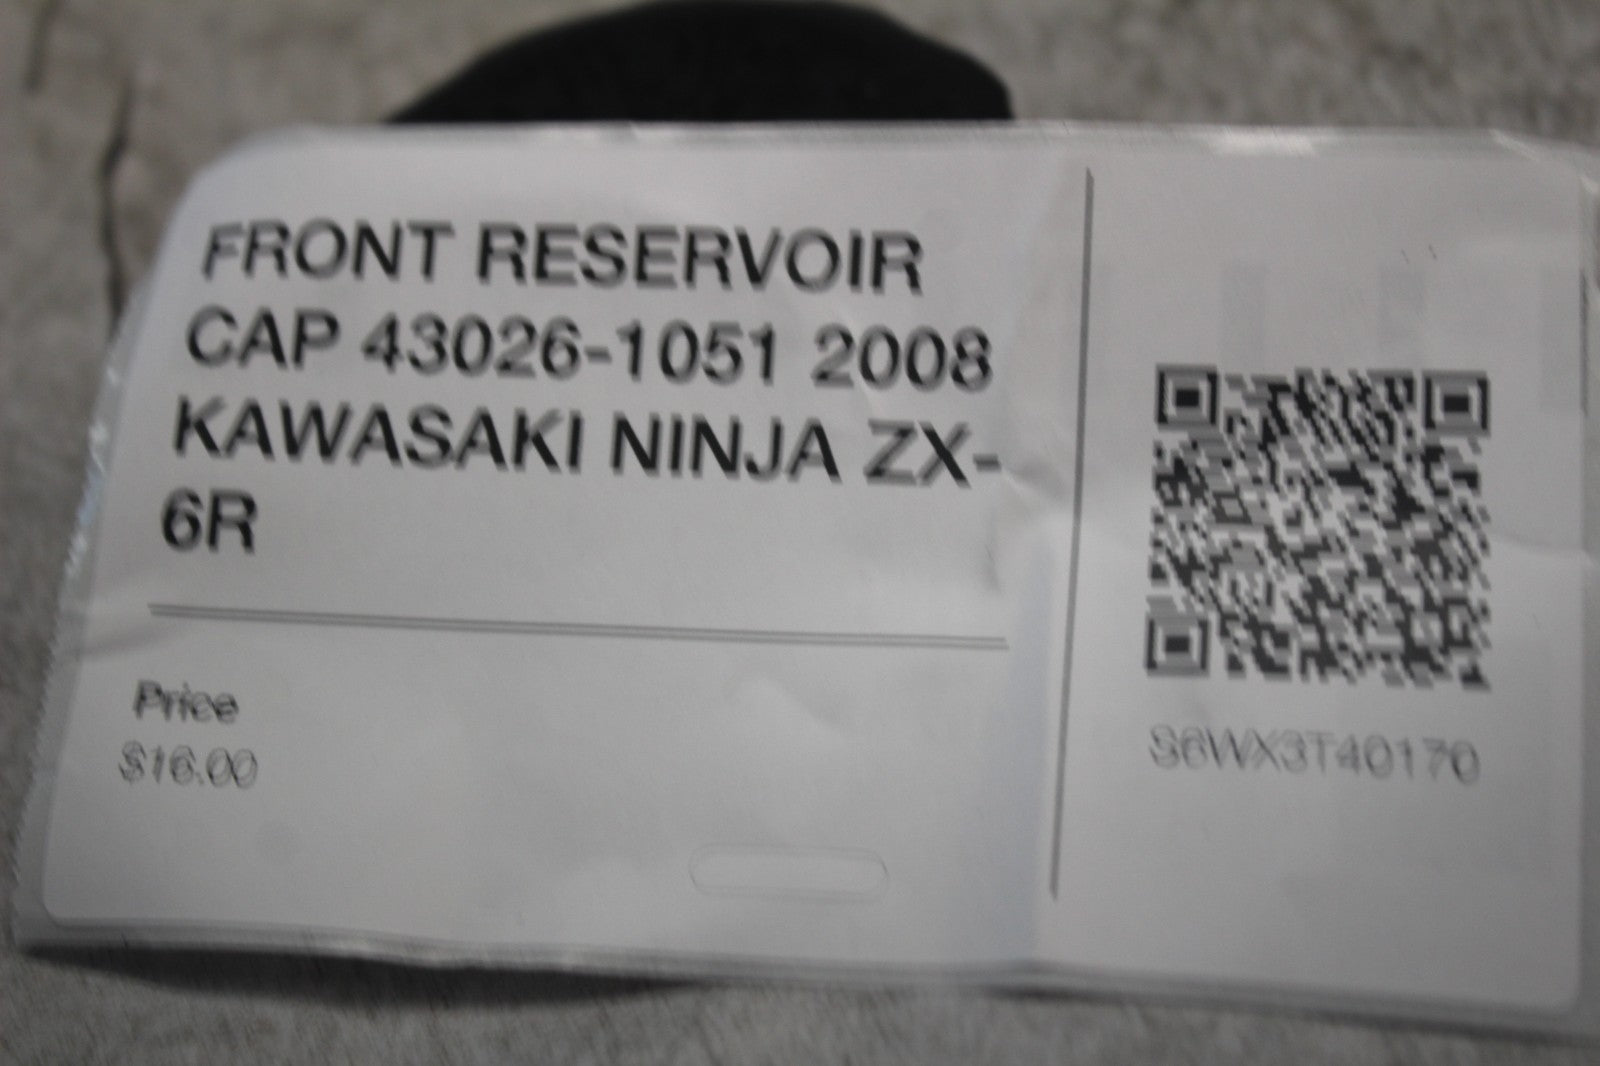 FRONT RESERVOIR
CAP 43026-1051 2008
KAWASAKI NINJA ZX-
6R
Price
$16.00
S6WX3T40170